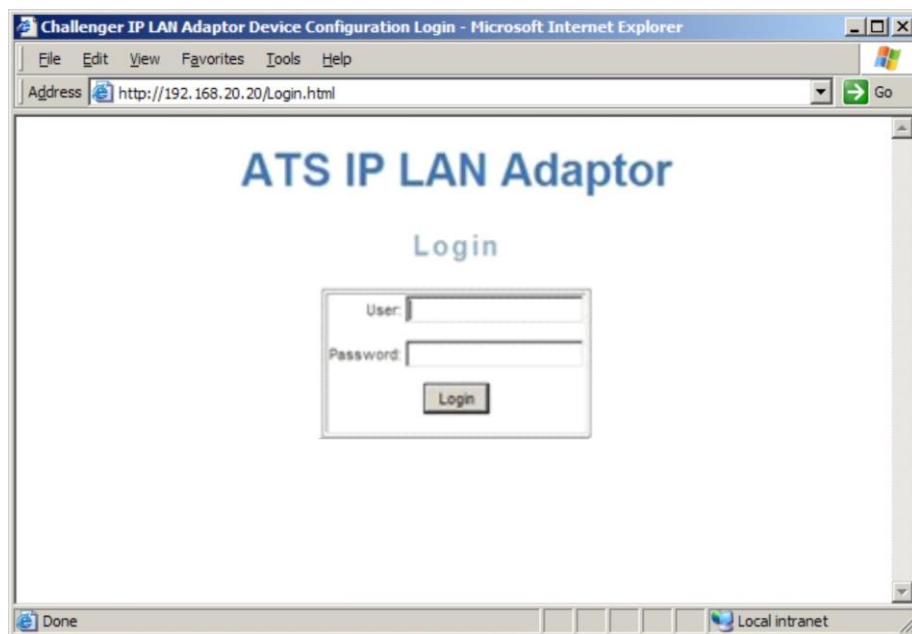 Challenger IP LAN Adaptor Device Configuration Login - Microsoft Internet Explorer
File Edit View Favorites Tools Help
Address http://192.168.20.20/Login.html Go
ATS IP LAN Adaptor
Login
User:
Password:
Login
Done Local intranet